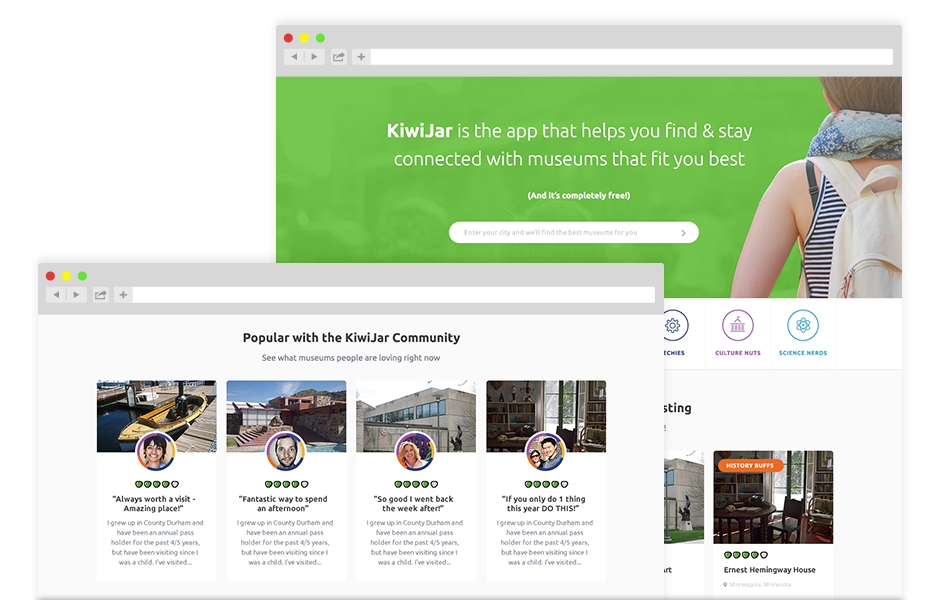 KiwiJar is the app that helps you find & stay
connected with museums that fit you best
(And it's completely free!)
Enter your city and we'll find the best museums for you
CULTURE NUTS
SCIENCE NERDS
HISTORY BUFFS
Ernest Hemingway House
Minneapolis, Minnesota
Popular with the KiwiJar Community
See what museums people are loving right now
"Always worth a visit -
Amazing place!"
I grew up in County Durham and
have been an annual pass
holder for the past 4/5 years,
but have been visiting since I
was a child. I've visited...
"Fantastic way to spend
an afternoon"
I grew up in County Durham and
have been an annual pass
holder for the past 4/5 years,
but have been visiting since I
was a child. I've visited...
"So good I went back
the week after!"
I grew up in County Durham and
have been an annual pass
holder for the past 4/5 years,
but have been visiting since I
was a child. I've visited...
"If you only do 1 thing
this year DO THIS!"
I grew up in County Durham and
have been an annual pass
holder for the past 4/5 years,
but have been visiting since I
was a child. I've visited...